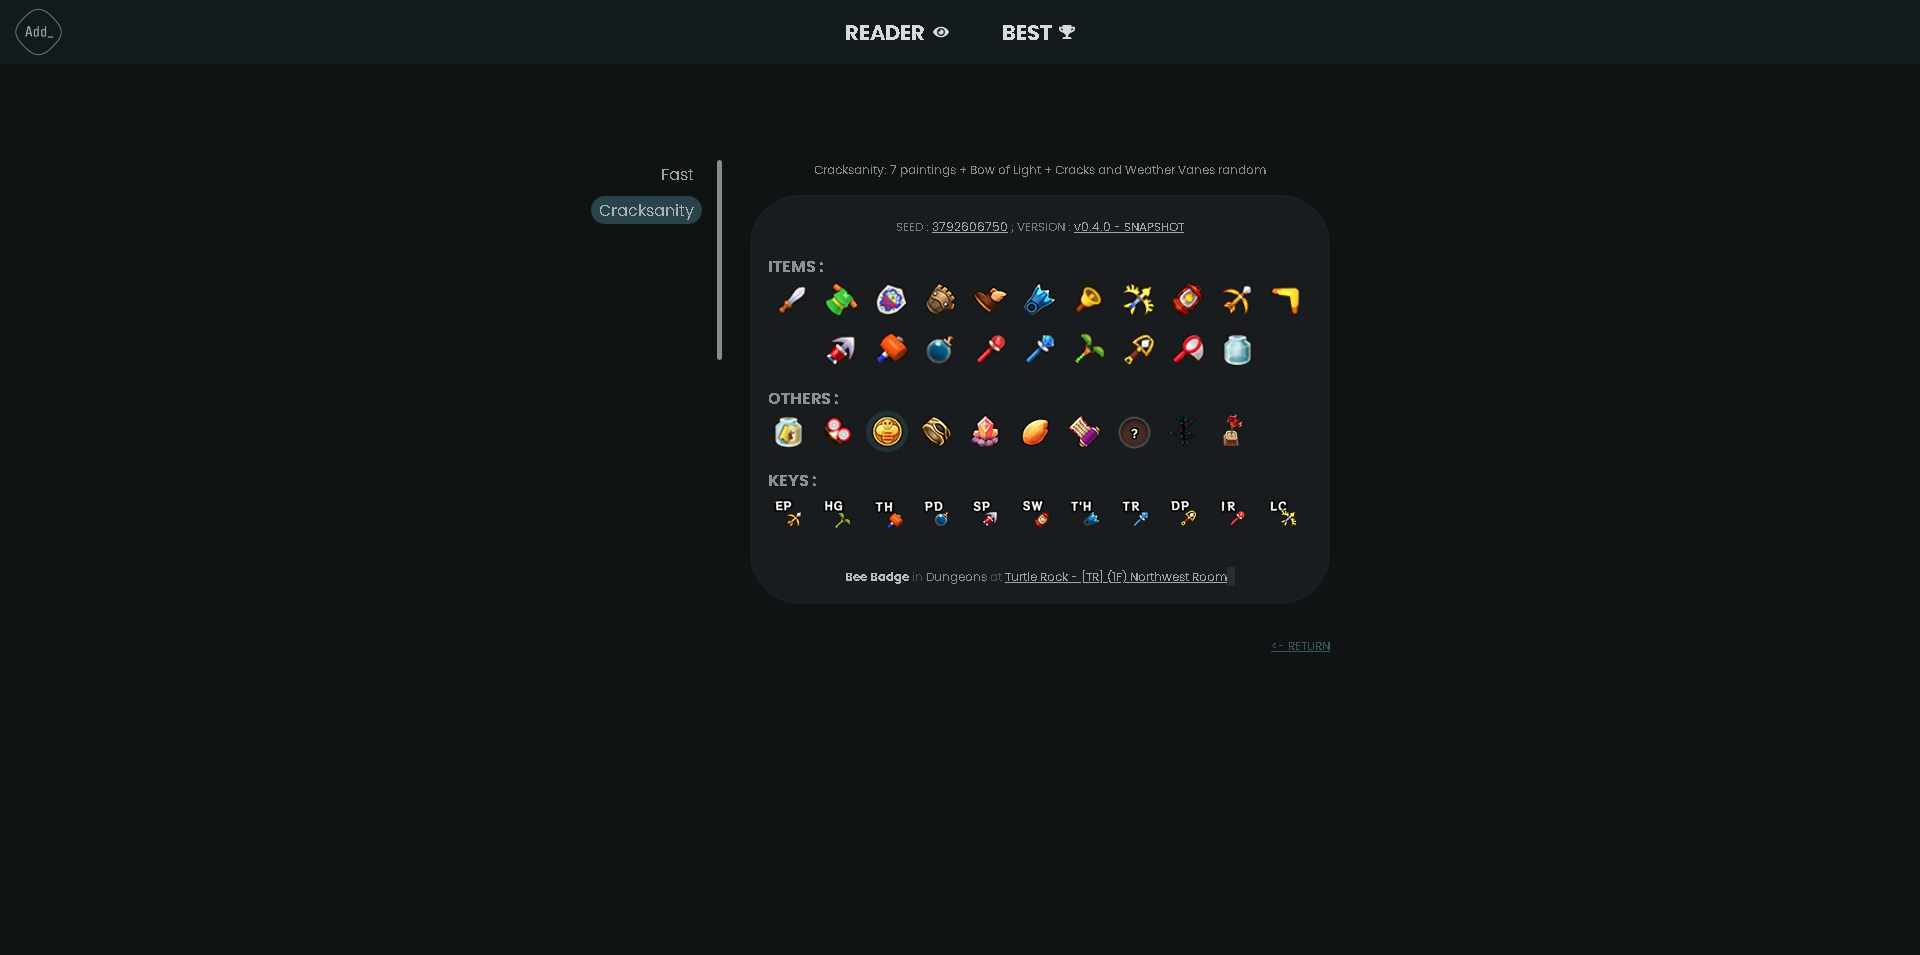 Add_
READER
BEST
Fast
Cracksanity
Cracksanity: 7 paintings + Bow of Light + Cracks and Weather Vanes random
SEED : 3792606750 ; VERSION : v0.4.0 - SNAPSHOT
ITEMS :
OTHERS :
?
KEYS :
EP HG TH PD SP SW T'H TR DP IR LC
Bee Badge in Dungeons at Turtle Rock - [TR] (1F) Northwest Room
<- RETURN